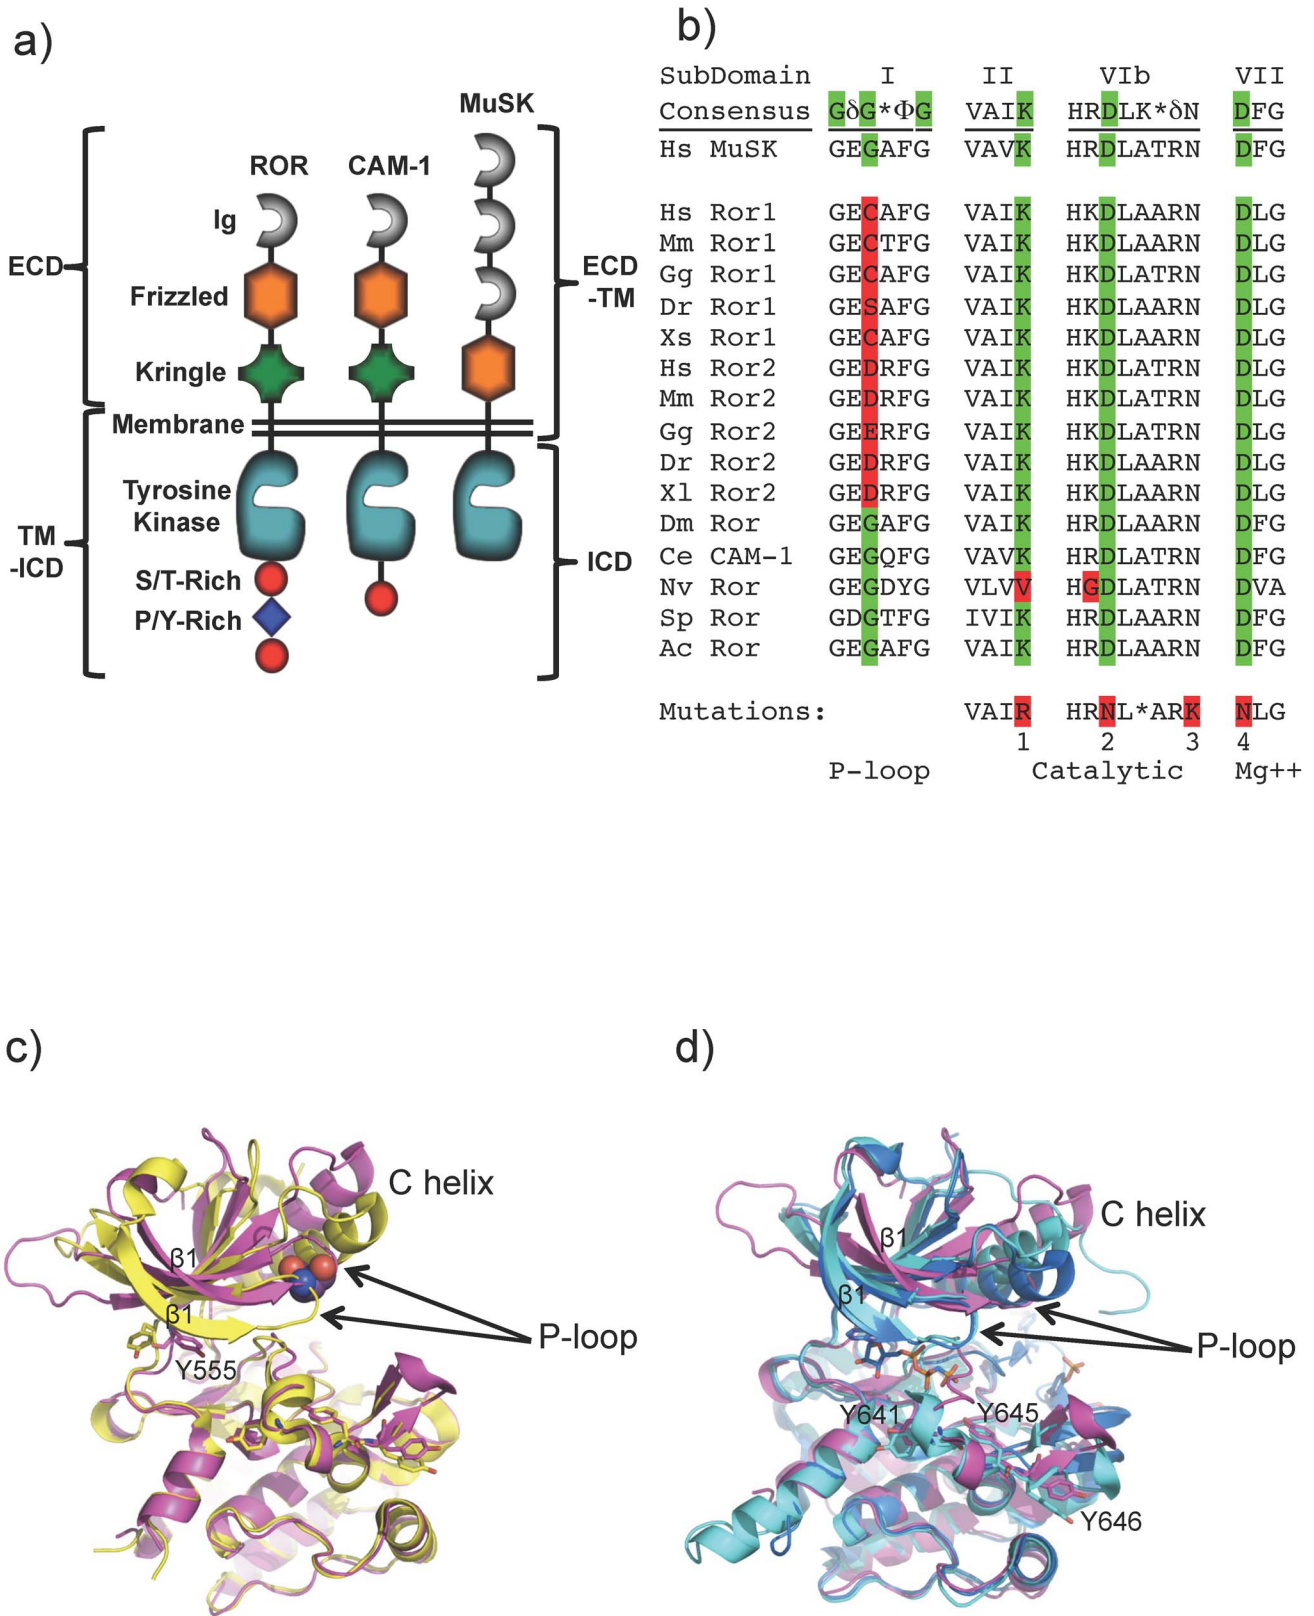 a)
MuSK
ROR
CAM-1
Ig
ECD
Frizzled
ECD
-TM
Kringle
Membrane
Tyrosine
Kinase
TM
-ICD
S/T-Rich
ICD
P/Y-Rich
b)
SubDomain I II VIb VII
Consensus GδG*ΦG VAIK HRDLK*δN DFG
Hs MuSK GEGAFG VAVK HRDLATRN DFG
Hs Ror1 GECAFG VAIK HKDLAARN DLG
Mm Ror1 GECTFG VAIK HKDLAARN DLG
Gg Ror1 GECAFG VAIK HKDLATRN DLG
Dr Ror1 GESAFG VAIK HKDLAARN DLG
Xs Ror1 GECAFG VAIK HKDLAARN DLG
Hs Ror2 GEDRFG VAIK HKDLATRN DLG
Mm Ror2 GEDRFG VAIK HKDLATRN DLG
Gg Ror2 GEERFG VAIK HKDLATRN DLG
Dr Ror2 GEDRFG VAIK HKDLAARN DLG
Xl Ror2 GEDRFG VAIK HKDLAARN DLG
Dm Ror GEGAFG VAIK HRDLAARN DFG
Ce CAM-1 GEGQFG VAVK HRDLATRN DFG
Nv Ror GEGDYG VLVV HGDLATRN DVA
Sp Ror GDGTFG IVIK HRDLAARN DFG
Ac Ror GEGAFG VAIK HRDLAARN DFG
Mutations: VAIR HRNL*ARK NLG
1 2 3 4
P-loop Catalytic Mg++
c)
C helix
β1
β1
P-loop
Y555
d)
C helix
β1
β1
P-loop
Y641
Y645
Y646